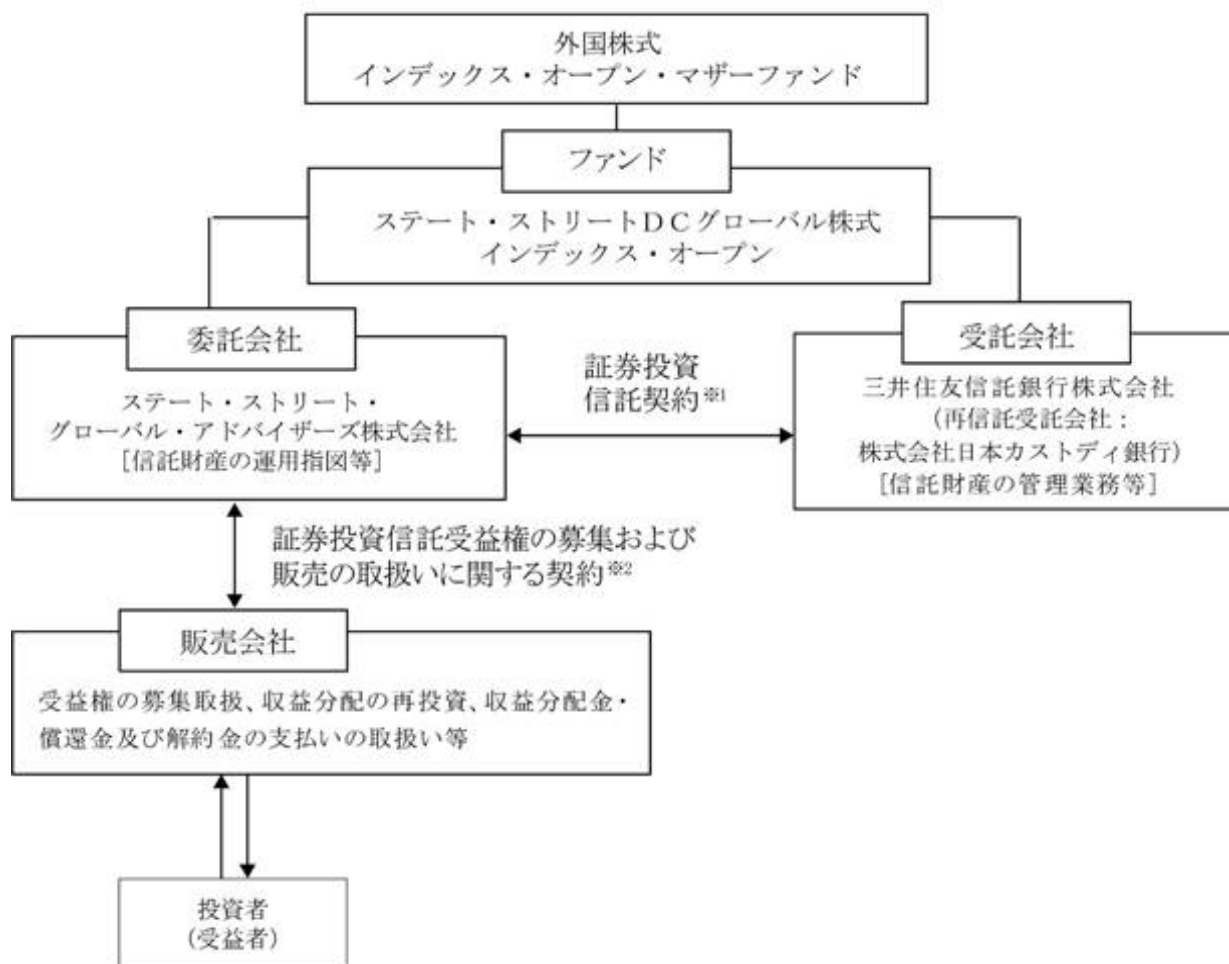 外国株式
インデックス・オープン・マザーファンド
ファンド
ステート・ストリートDCグローバル株式
インデックス・オープン
委託会社
ステート・ストリート・
グローバル・アドバイザーズ株式会社
[信託財産の運用指図等]
証券投資
信託契約※1
受託会社
三井住友信託銀行株式会社
(再信託受託会社:
株式会社日本カストディ銀行)
[信託財産の管理業務等]
証券投資信託受益権の募集および
販売の取扱いに関する契約※2
販売会社
受益権の募集取扱、収益分配の再投資、収益分配金・
償還金及び解約金の支払いの取扱い等
投資者
(受益者)